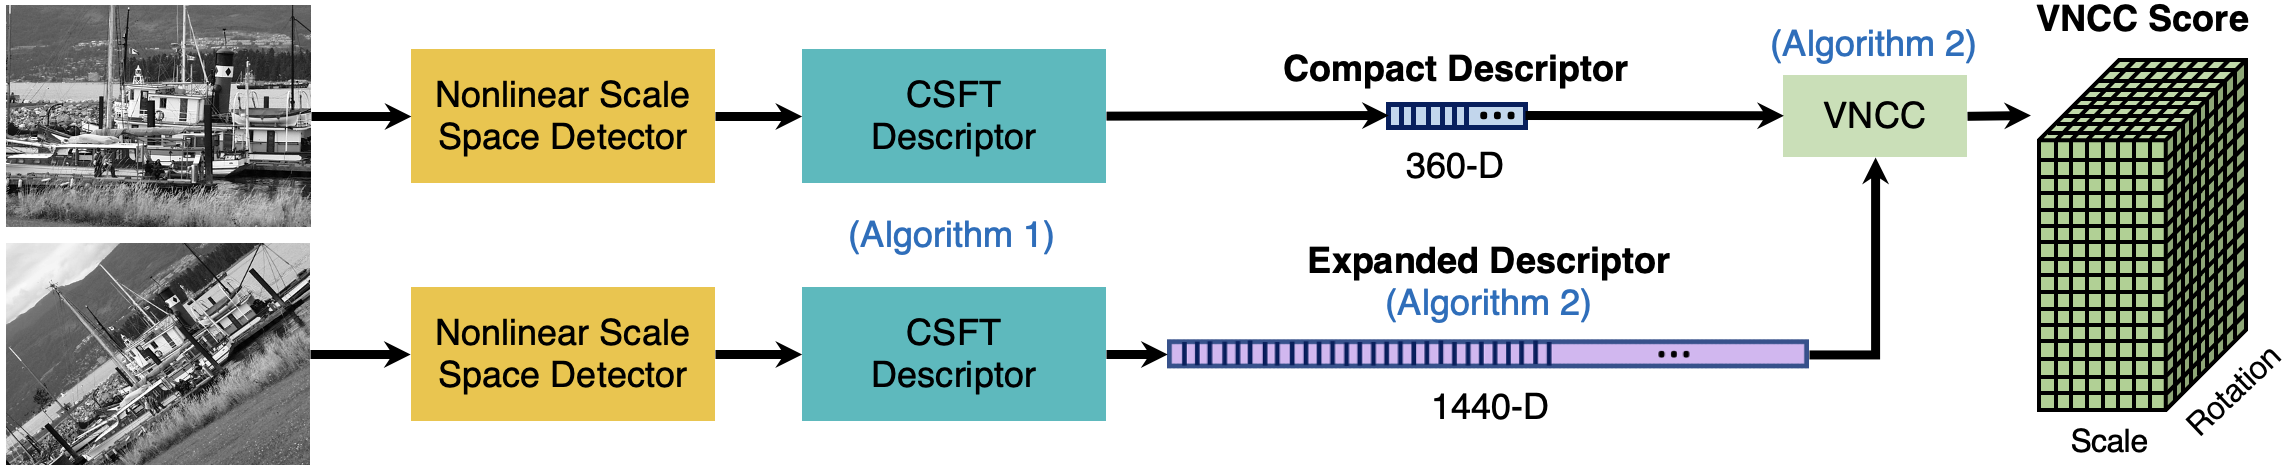 Nonlinear Scale
Space Detector
CSFT
Descriptor
Compact Descriptor
360-D
(Algorithm 2)
VNCC
VNCC Score
(Algorithm 1)
Nonlinear Scale
Space Detector
CSFT
Descriptor
Expanded Descriptor
(Algorithm 2)
1440-D
Scale
Rotation